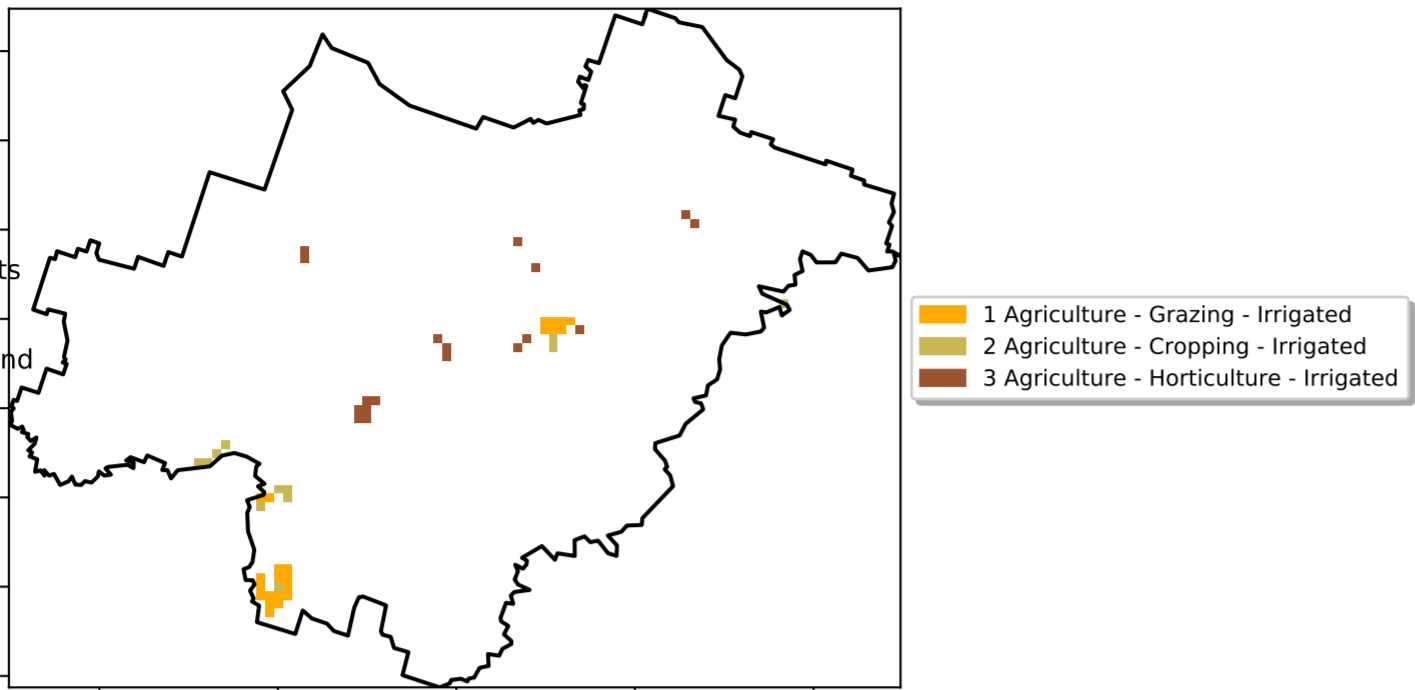 ts
nd
1 Agriculture - Grazing - Irrigated
2 Agriculture - Cropping - Irrigated
3 Agriculture - Horticulture - Irrigated